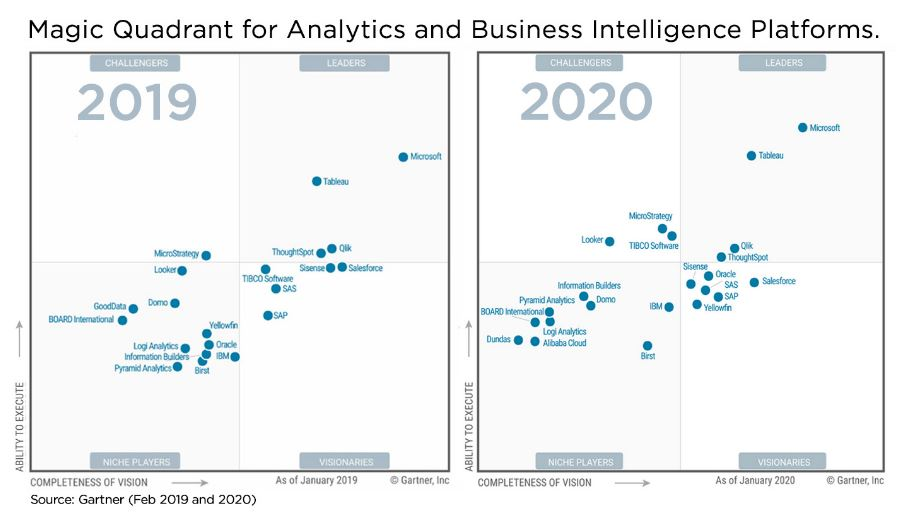 Magic Quadrant for Analytics and Business Intelligence Platforms.
CHALLENGERS
LEADERS
2019
Microsoft
Tableau
MicroStrategy
ThoughtSpot
Qlik
Looker
Sisense
Salesforce
TIBCO Software
SAS
GoodData
Domo
BOARD International
SAP
Yellowfin
Logi Analytics
Oracle
Information Builders
IBM
Pyramid Analytics
Birst
ABILITY TO EXECUTE
NICHE PLAYERS
VISIONARIES
COMPLETENESS OF VISION
As of January 2019
© Gartner, Inc
CHALLENGERS
LEADERS
2020
Microsoft
Tableau
MicroStrategy
Looker
TIBCO Software
Qlik
ThoughtSpot
Sisense
Oracle
Salesforce
SAS
Information Builders
SAP
Pyramid Analytics
Domo
IBM
Yellowfin
BOARD International
Logi Analytics
Dundas
Alibaba Cloud
Birst
ABILITY TO EXECUTE
NICHE PLAYERS
VISIONARIES
COMPLETENESS OF VISION
As of January 2020
© Gartner, Inc
Source: Gartner (Feb 2019 and 2020)